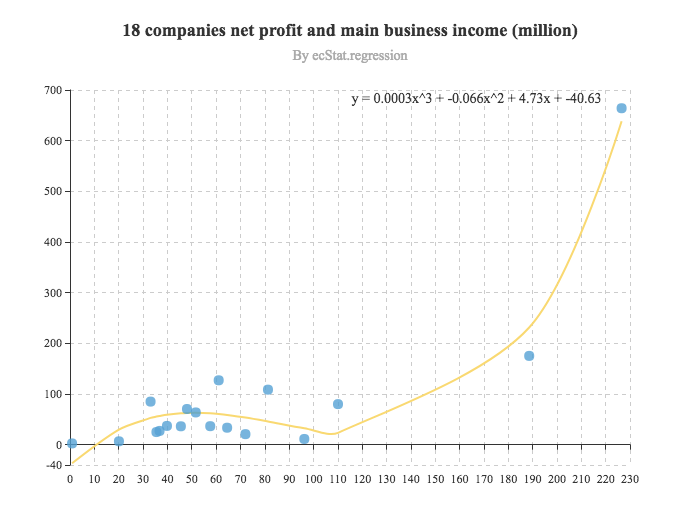 18 companies net profit and main business income (million)
By ecStat.regression
y = 0.0003x^3 + -0.066x^2 + 4.73x + -40.63
700
600
500
400
300
200
100
0
-40
0 10 20 30 40 50 60 70 80 90 100 110 120 130 140 150 160 170 180 190 200 210 220 230